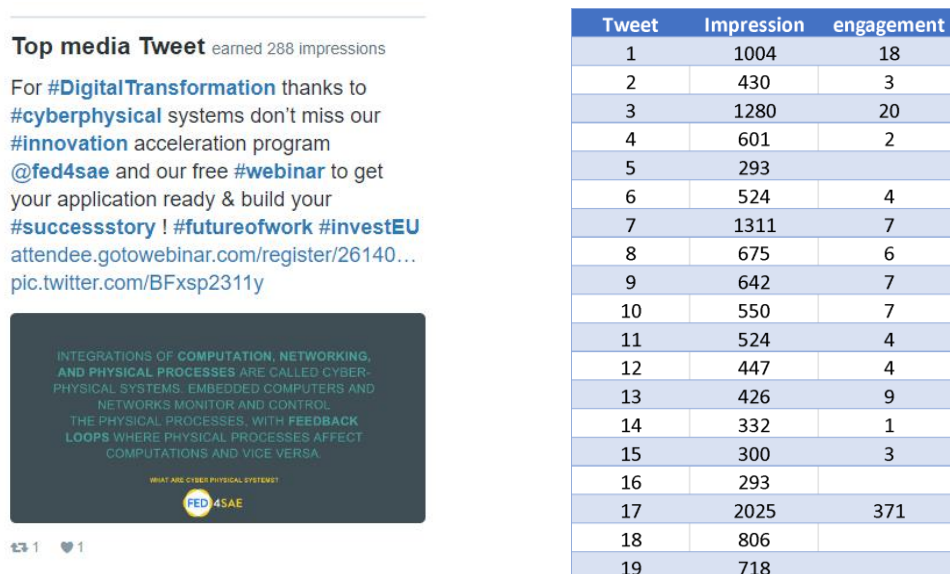 Top media Tweet earned 288 impressions
For #DigitalTransformation thanks to
#cyberphysical systems don't miss our
#innovation acceleration program
@fed4sae and our free #webinar to get
your application ready & build your
#successstory ! #futureofwork #investEU
attendee.gotowebinar.com/register/26140…
pic.twitter.com/BFxsp2311y
INTEGRATIONS OF COMPUTATION, NETWORKING,
AND PHYSICAL PROCESSES ARE CALLED CYBER-
PHYSICAL SYSTEMS. EMBEDDED COMPUTERS AND
NETWORKS MONITOR AND CONTROL
THE PHYSICAL PROCESSES, WITH FEEDBACK
LOOPS WHERE PHYSICAL PROCESSES AFFECT
COMPUTATIONS AND VICE VERSA.
WHAT ARE CYBER PHYSICAL SYSTEMS?
FED4SAE
1 1
Tweet Impression engagement
1 1004 18
2 430 3
3 1280 20
4 601 2
5 293
6 524 4
7 1311 7
8 675 6
9 642 7
10 550 7
11 524 4
12 447 4
13 426 9
14 332 1
15 300 3
16 293
17 2025 371
18 806
19 718